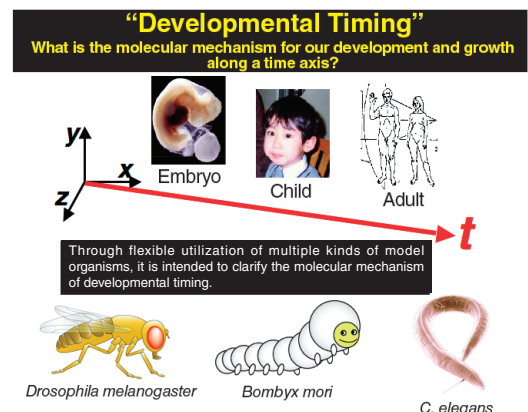 “Developmental Timing”
What is the molecular mechanism for our development and growth
along a time axis?
y
x
z
Embryo
Child
Adult
t
Through flexible utilization of multiple kinds of model
organisms, it is intended to clarify the molecular mechanism
of developmental timing.
Drosophila melanogaster
Bombyx mori
C. elegans